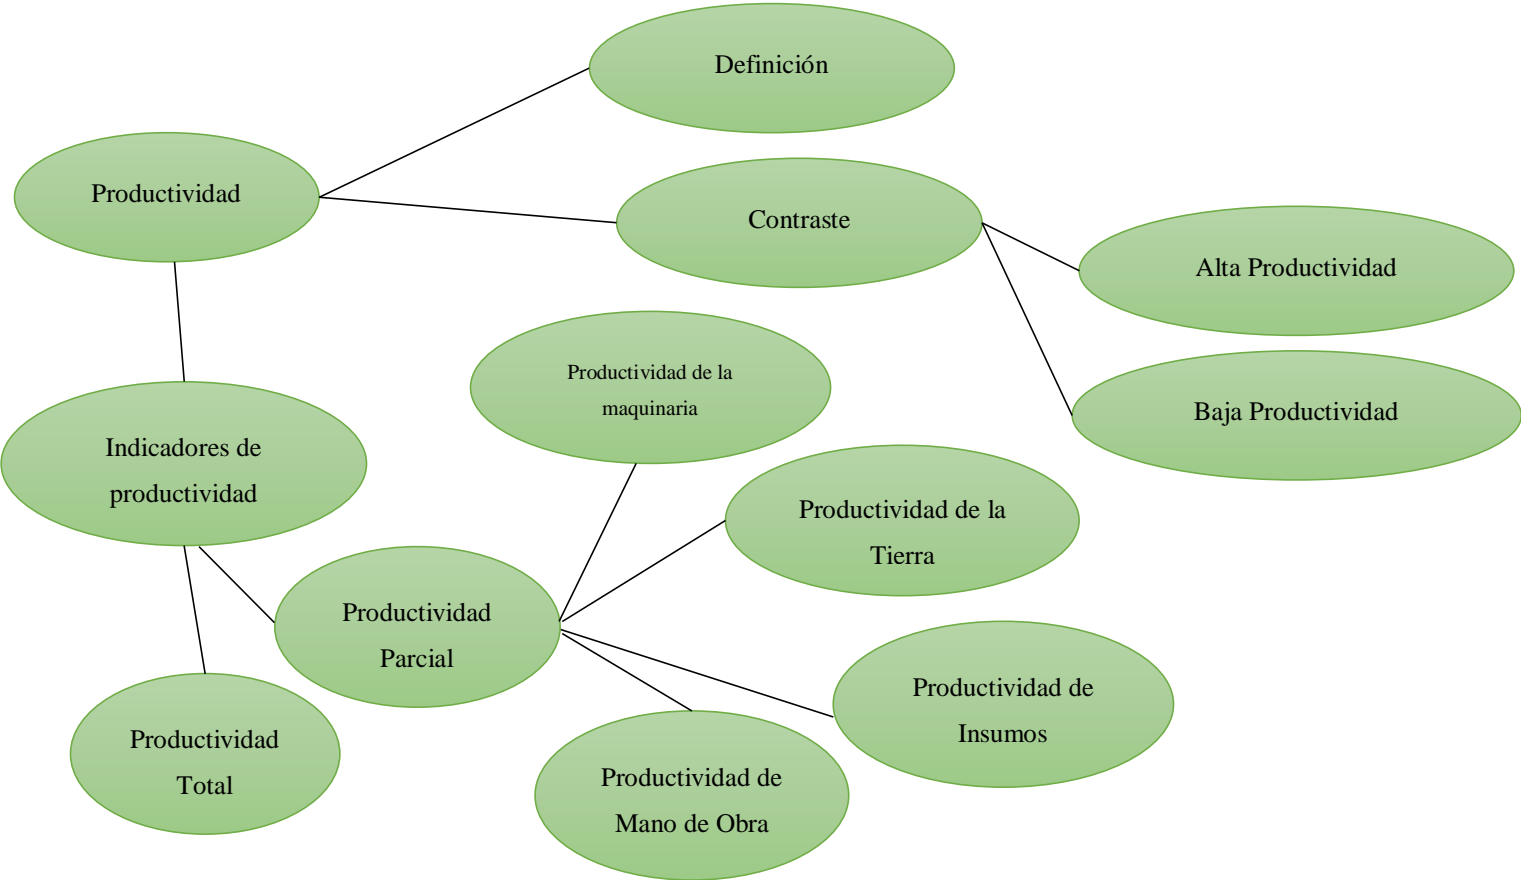 Definición
Productividad
Contraste
Alta Productividad
Baja Productividad
Productividad de la
maquinaria
Indicadores de
productividad
Productividad de la
Tierra
Productividad
Parcial
Productividad de
Insumos
Productividad
Total
Productividad de
Mano de Obra